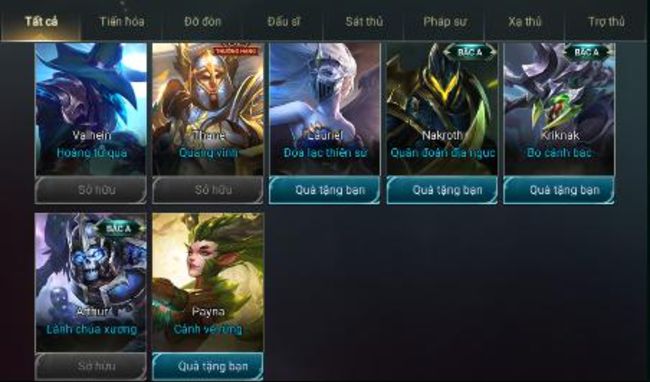 Tất cả Tiến hóa Đỡ đòn Đấu sĩ Sát thủ Pháp sư Xạ thủ Trợ thủ
THƯỜNG HẠNG BẬC A BẬC A
Valhein Thane Lauriel Nakroth Kriknak
Hoàng tử quạ Quang vinh Đọa lạc thiên sứ Quân đoàn địa ngục Bọ cánh bạc
Sở hữu Sở hữu Quà tặng bạn Quà tặng bạn Quà tặng bạn
BẬC A
Arthur Payna
Lãnh chúa xương Cảnh vệ rừng
Sở hữu Quà tặng bạn